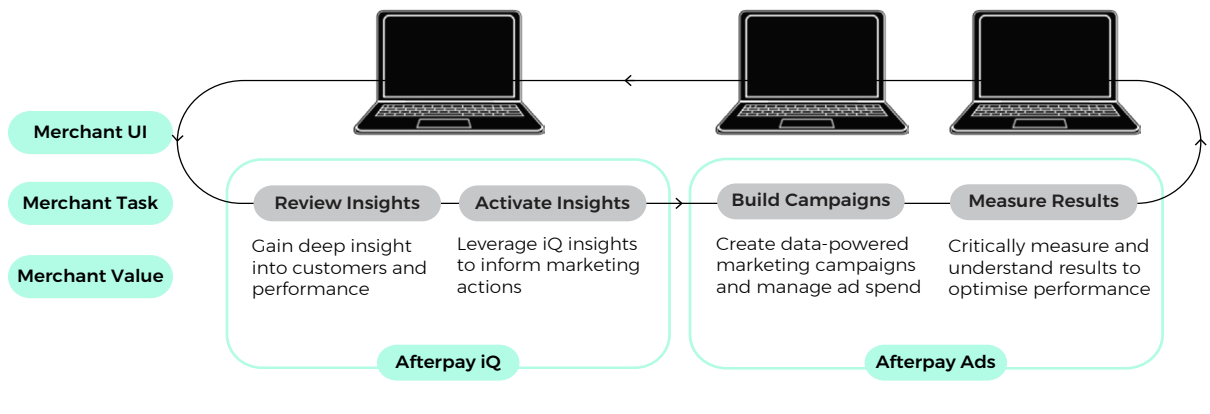 Merchant UI
Merchant Task
Review Insights
Activate Insights
Build Campaigns
Measure Results
Merchant Value
Gain deep insight
into customers and
performance
Leverage iQ insights
to inform marketing
actions
Create data-powered
marketing campaigns
and manage ad spend
Critically measure and
understand results to
optimise performance
Afterpay iQ
Afterpay Ads